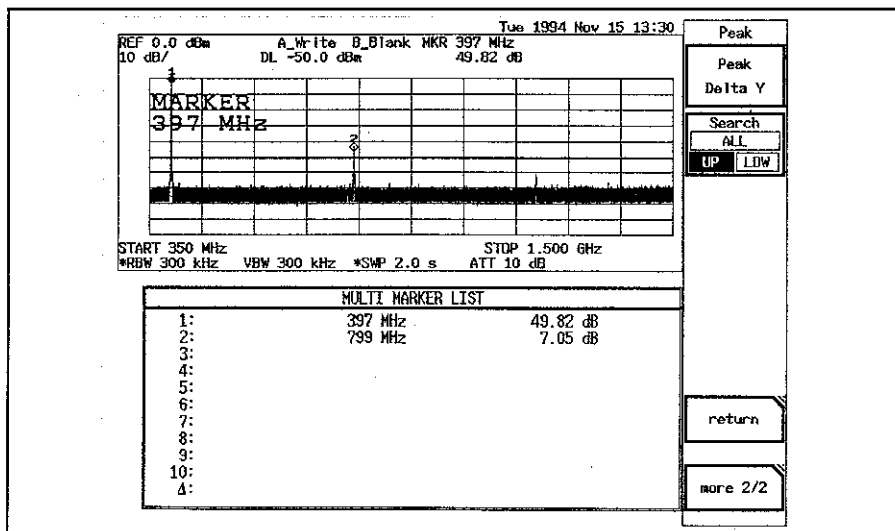 Tue 1994 Nov 15 13:30
REF 0.0 dBm A_Write B_Blank MKR 397 MHz
10 dB/ DL -50.0 dBm 49.82 dB
1
MARKER
397 MHz
2
START 350 MHz STOP 1.500 GHz
*RBW 300 kHz VBW 300 kHz *SWP 2.0 s ATT 10 dB
MULTI MARKER LIST
1: 397 MHz 49.82 dB
2: 799 MHz 7.05 dB
3:
4:
5:
6:
7:
8:
9:
10:
Δ:
Peak
Peak
Delta Y
Search
ALL
UP LOW
return
more 2/2